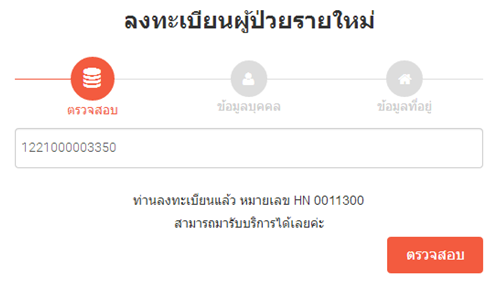 ลงทะเบียนผู้ป่วยรายใหม่
ตรวจสอบ
ข้อมูลบุคคล
ข้อมูลที่อยู่
1221000003350
ท่านลงทะเบียนแล้ว หมายเลข HN 0011300
สามารถมารับบริการได้เลยค่ะ
ตรวจสอบ